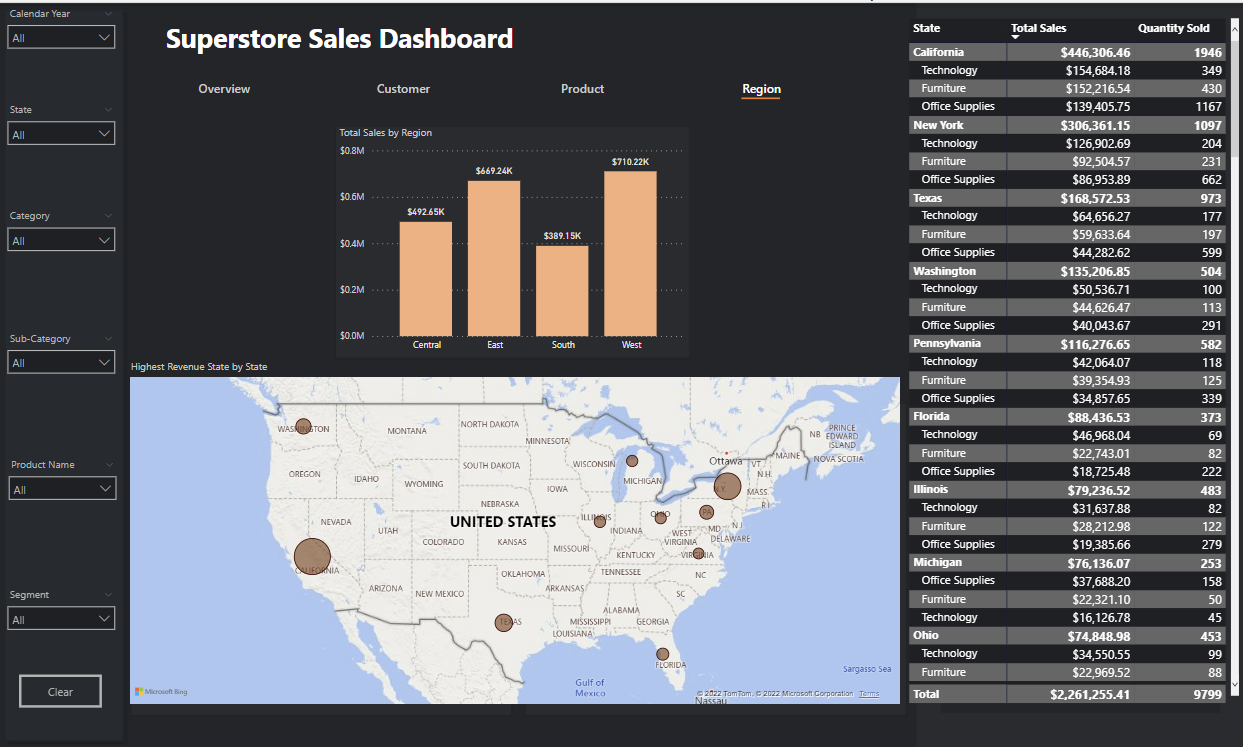 Calendar Year
All
State
All
Category
All
Sub-Category
All
Product Name
All
Segment
All
Clear
Superstore Sales Dashboard
Overview Customer Product Region
Total Sales by Region
$0.8M
$0.6M
$0.4M
$0.2M
$0.0M
$492.65K
$669.24K
$389.15K
$710.22K
Central East South West
Highest Revenue State by State
WASHINGTON
MONTANA
NORTH DAKOTA
MINNESOTA
OREGON
IDAHO
WYOMING
SOUTH DAKOTA
WISCONSIN
MICHIGAN
Ottawa
VT.
N.H.
MAINE
NB
PRINCE
EDWARD
ISLAND
NOVA SCOTIA
N.Y.
MASS.
R.I.
NEBRASKA
IOWA
NEVADA
UTAH
COLORADO
UNITED STATES
KANSAS
ILLINOIS
INDIANA
OHIO
PA
N.J.
MD
DELAWARE
WEST
VIRGINIA
VIRGINIA
MISSOURI
KENTUCKY
CALIFORNIA
ARIZONA
NEW MEXICO
OKLAHOMA
ARKANSAS
TENNESSEE
NC
SC
TEXAS
LOUISIANA
MISSISSIPPI
ALABAMA
GEORGIA
FLORIDA
Gulf of
Mexico
Sargasso Sea
Nassau
Microsoft Bing
© 2022 TomTom, © 2022 Microsoft Corporation Terms
State Total Sales Quantity Sold
California $446,306.46 1946
Technology $154,684.18 349
Furniture $152,216.54 430
Office Supplies $139,405.75 1167
New York $306,361.15 1097
Technology $126,902.69 204
Furniture $92,504.57 231
Office Supplies $86,953.89 662
Texas $168,572.53 973
Technology $64,656.27 177
Furniture $59,633.64 197
Office Supplies $44,282.62 599
Washington $135,206.85 504
Technology $50,536.71 100
Furniture $44,626.47 113
Office Supplies $40,043.67 291
Pennsylvania $116,276.65 582
Technology $42,064.07 118
Furniture $39,354.93 125
Office Supplies $34,857.65 339
Florida $88,436.53 373
Technology $46,968.04 69
Furniture $22,743.01 82
Office Supplies $18,725.48 222
Illinois $79,236.52 483
Technology $31,637.88 82
Furniture $28,212.98 122
Office Supplies $19,385.66 279
Michigan $76,136.07 253
Office Supplies $37,688.20 158
Furniture $22,321.10 50
Technology $16,126.78 45
Ohio $74,848.98 453
Technology $34,550.55 99
Furniture $22,969.52 88
Total $2,261,255.41 9799